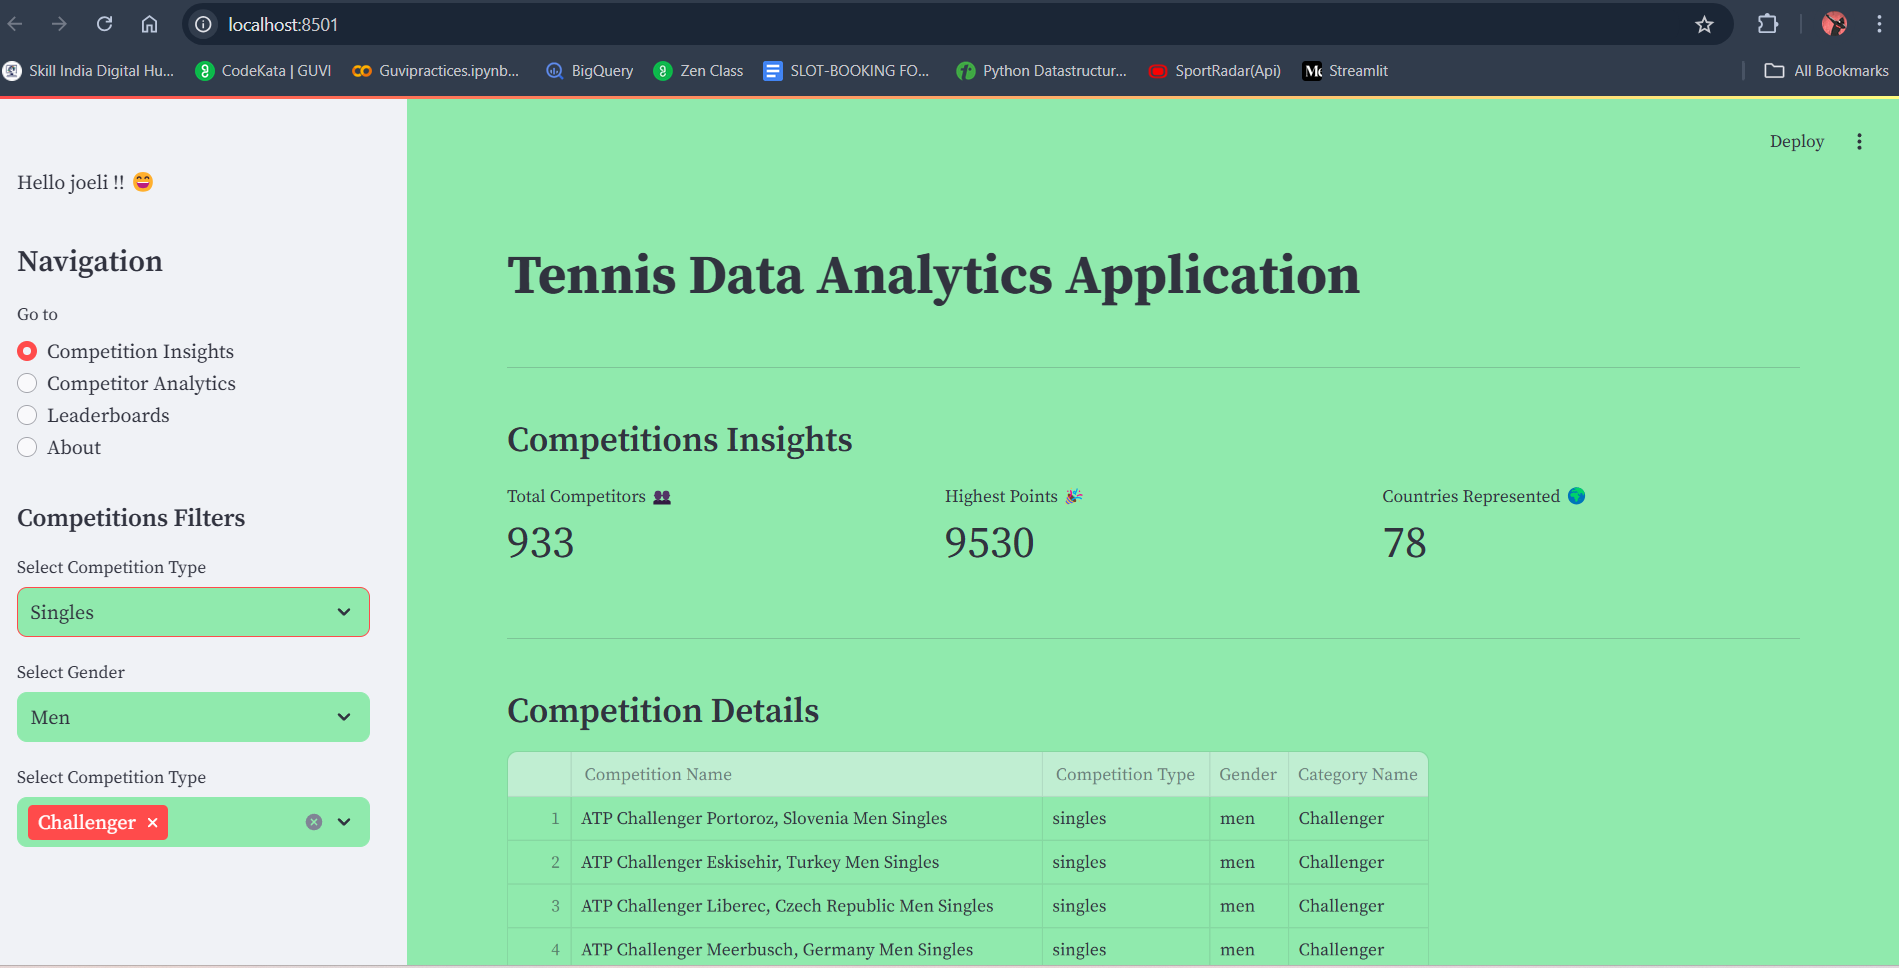 localhost:8501
Skill India Digital Hu... CodeKata | GUVI Guvipractices.ipynb... BigQuery Zen Class SLOT-BOOKING FO... Python Datastructur... SportRadar(Api) Streamlit All Bookmarks
Deploy
Hello joeli !! 😄
Navigation
Go to
Competition Insights
Competitor Analytics
Leaderboards
About
Competitions Filters
Select Competition Type
Singles
Select Gender
Men
Select Competition Type
Challenger
Tennis Data Analytics Application
Competitions Insights
Total Competitors 👥 Highest Points 🎉 Countries Represented 🌍
933 9530 78
Competition Details
Competition Name Competition Type Gender Category Name
1 ATP Challenger Portoroz, Slovenia Men Singles singles men Challenger
2 ATP Challenger Eskisehir, Turkey Men Singles singles men Challenger
3 ATP Challenger Liberec, Czech Republic Men Singles singles men Challenger
4 ATP Challenger Meerbusch, Germany Men Singles singles men Challenger